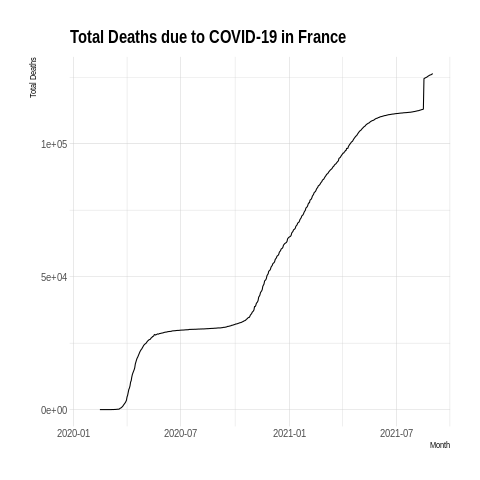 Total Deaths due to COVID-19 in France
Total Deaths
1e+05
5e+04
0e+00
2020-01 2020-07 2021-01 2021-07
Month